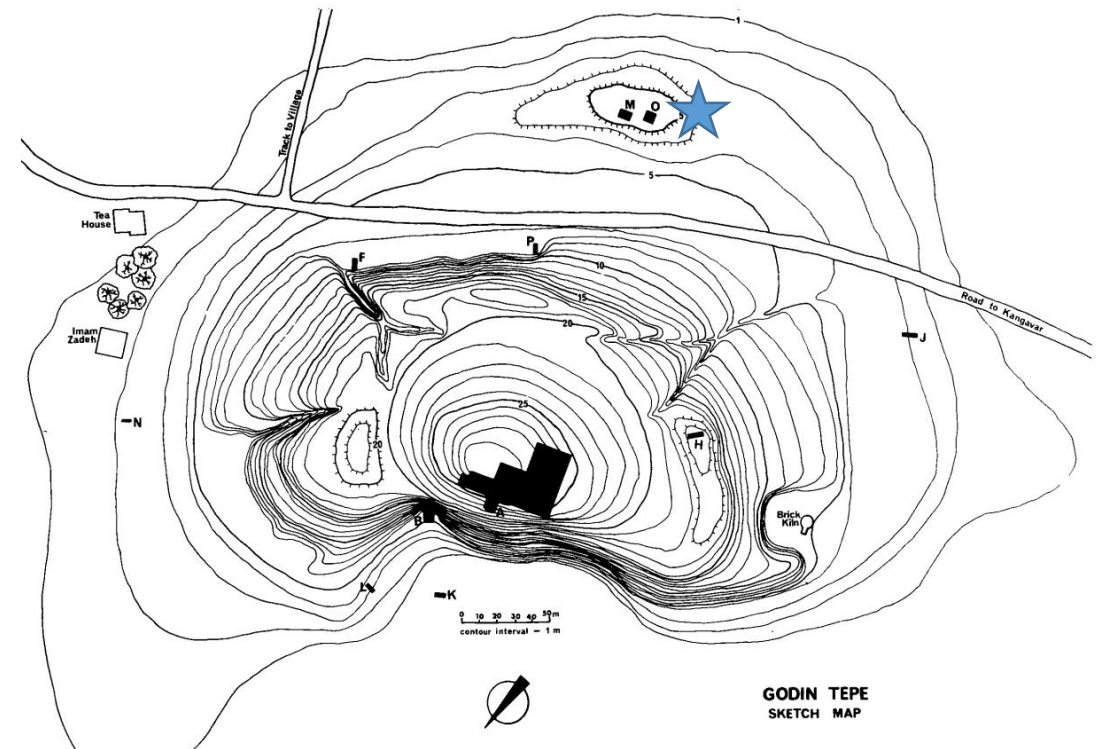 1
Track to Village
M O
5
5
Tea
House
P
F
10
15
Road to Kangavar
20
J
Imam
Zadeh
25
N
20
H
A
B
Brick
Kiln
L
K
0 10 20 30 40 50m
contour interval – 1 m
GODIN TEPE
SKETCH MAP